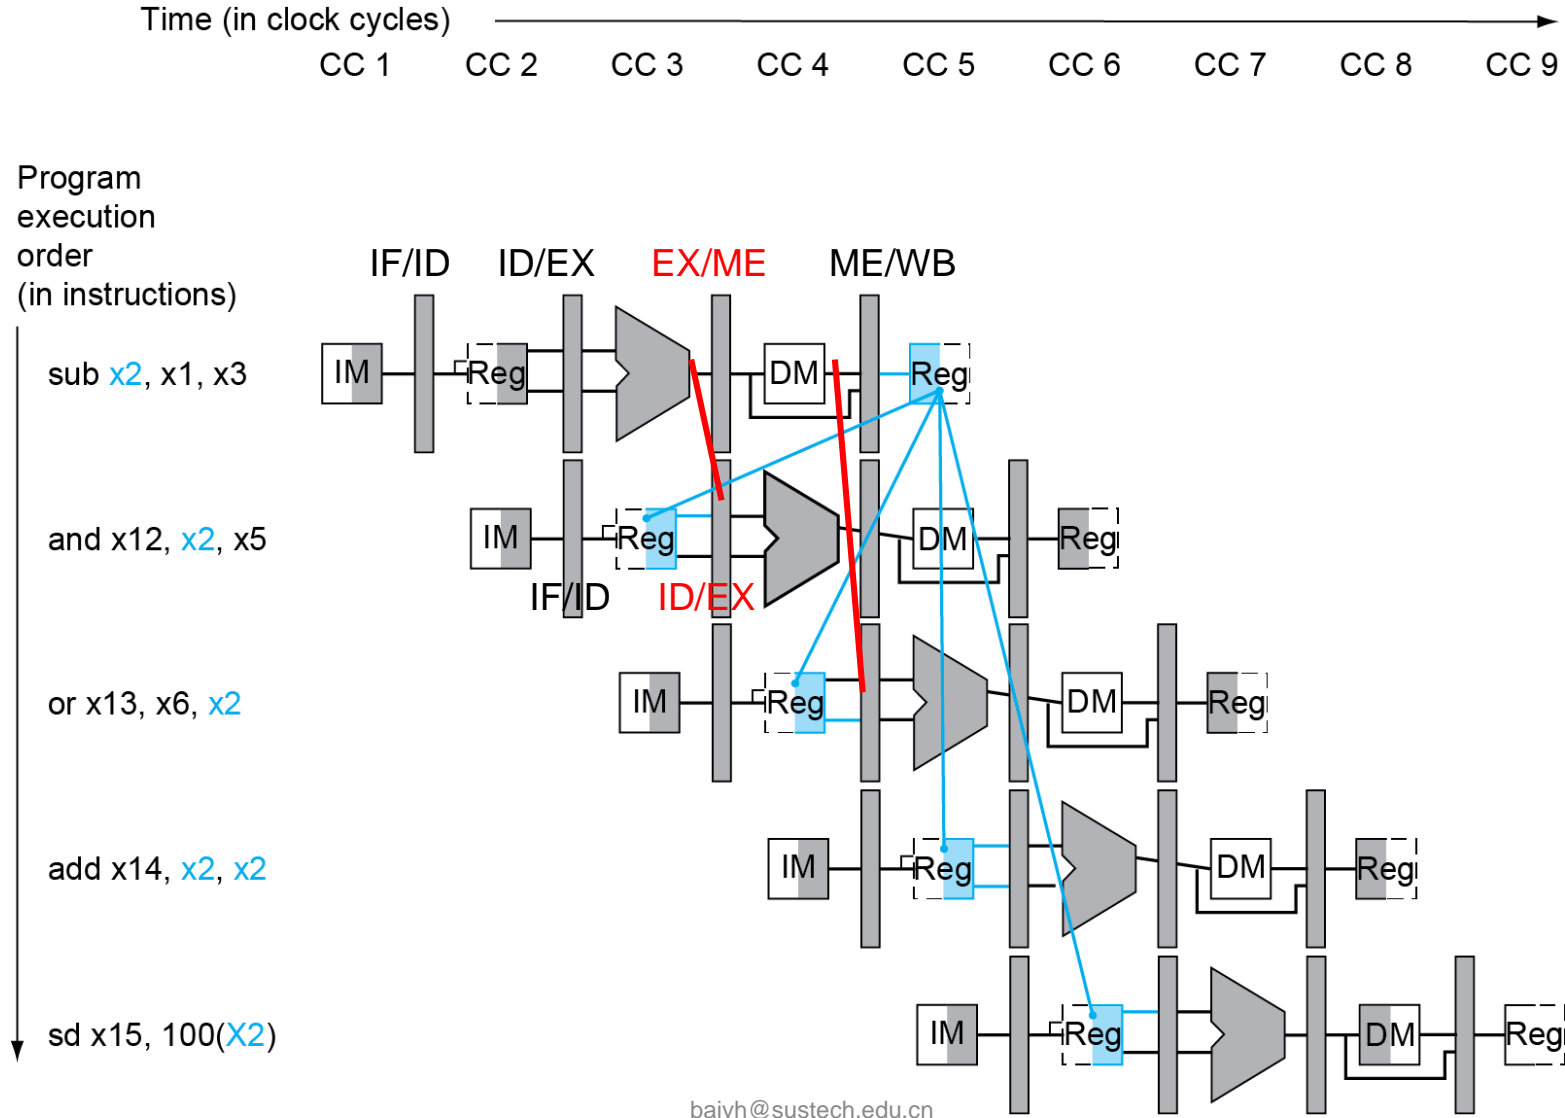 Time (in clock cycles)
CC 1 CC 2 CC 3 CC 4 CC 5 CC 6 CC 7 CC 8 CC 9
Program
execution
order
(in instructions)
IF/ID ID/EX EX/ME ME/WB
sub x2, x1, x3 IM Reg DM Reg
and x12, x2, x5 IM Reg DM Reg
IF/ID ID/EX
or x13, x6, x2 IM Reg DM Reg
add x14, x2, x2 IM Reg DM Reg
sd x15, 100(X2) IM Reg DM Reg
baiyh@sustech.edu.cn